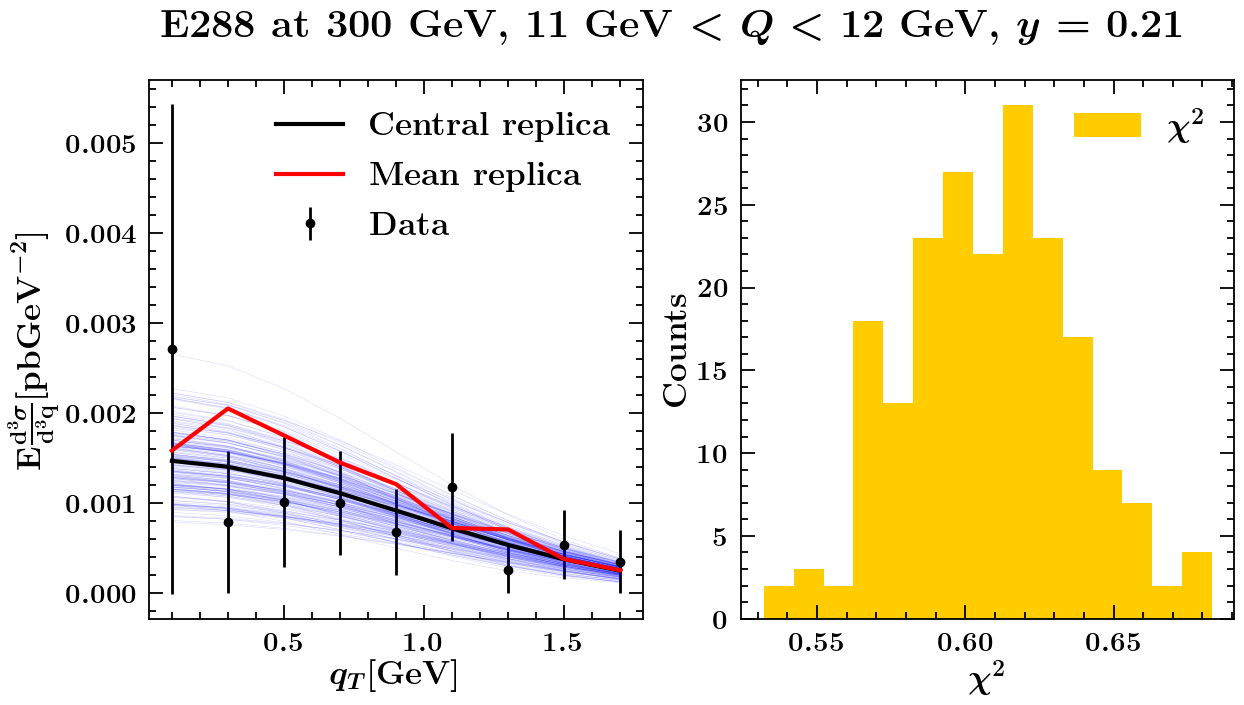 E288 at 300 GeV, 11 GeV < Q < 12 GeV, y = 0.21
E d³σ/d³q [pbGeV⁻²]
0.005
0.004
0.003
0.002
0.001
0.000
Central replica
Mean replica
Data
0.5 1.0 1.5
q_T[GeV]
Counts
30
25
20
15
10
5
0
χ²
0.55 0.60 0.65
χ²